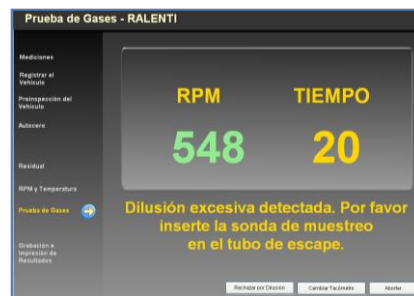 Prueba de Gases - RALENTI
Mediciones
Registrar el
Vehículo
Preinspección del
Vehículo
Autocero
Residual
RPM y Temperatura
Prueba de Gases
Grabación e
Impresión de
Resultados
RPM
TIEMPO
548
20
Dilusión excesiva detectada. Por favor
inserte la sonda de muestreo
en el tubo de escape.
Rechazar por Dilución
Cambiar Tacómetro
Abortar